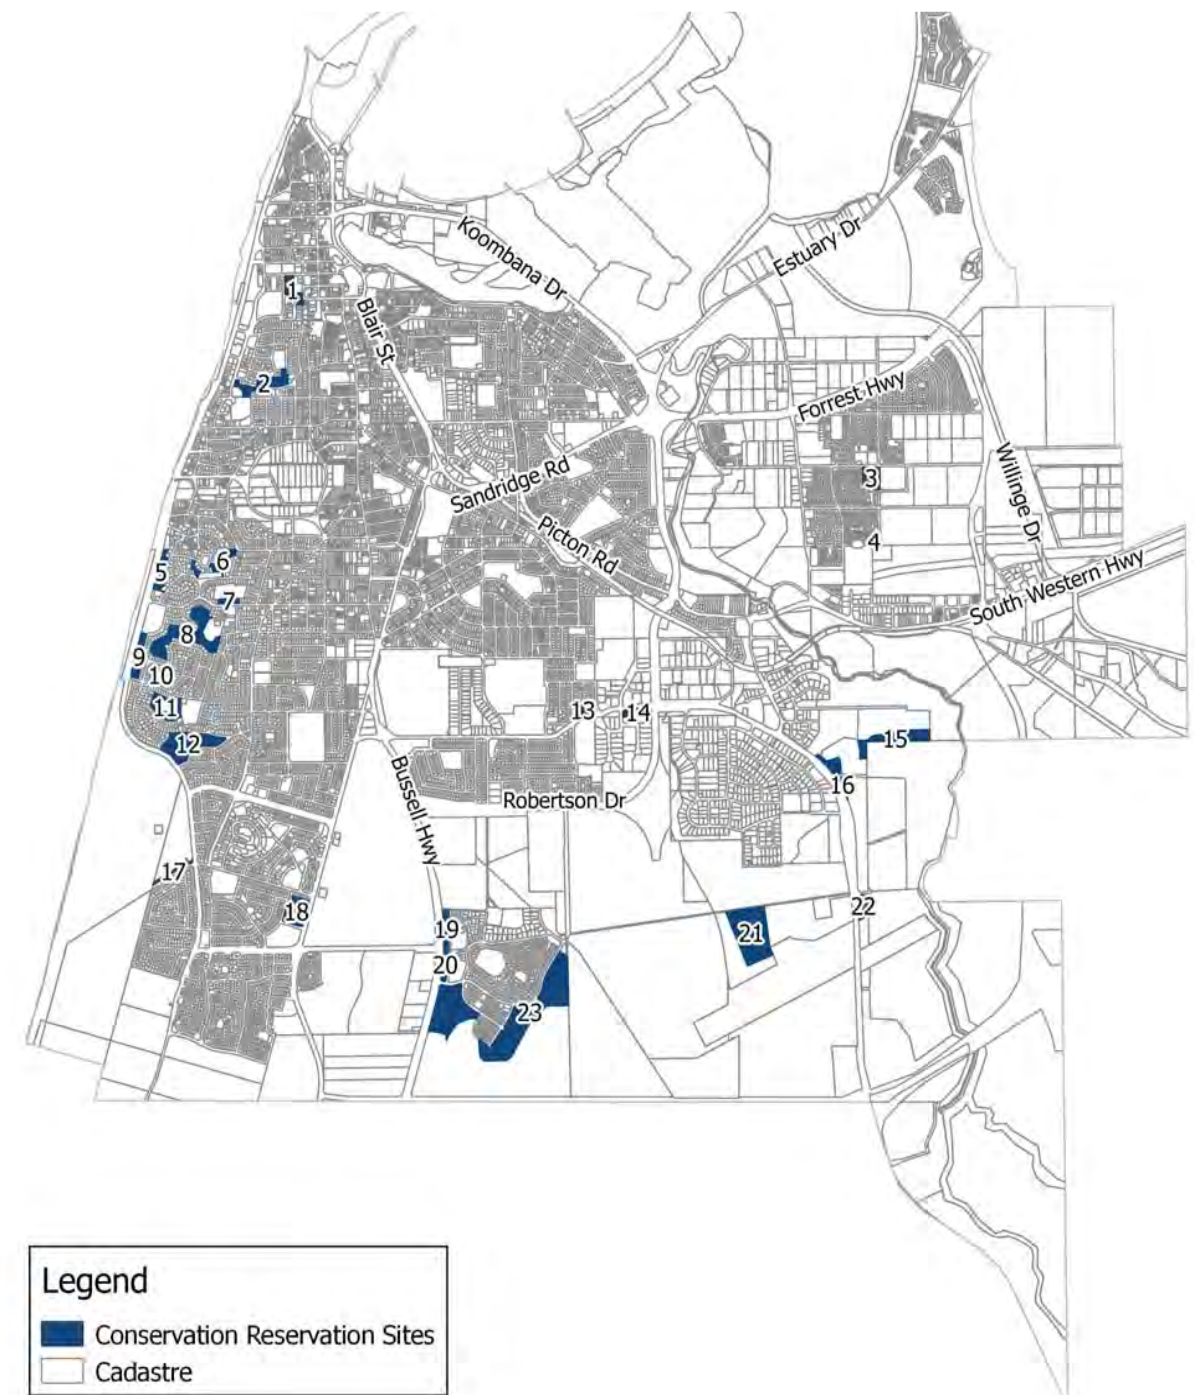 Koombana Dr
Estuary Dr
1
Blair St
2
Forrest Hwy
Sandridge Rd
3
Willinge Dr
Picton Rd
4
5
6
South Western Hwy
7
8
9
10
11
13
14
12
15
Bussell Hwy
16
Robertson Dr
17
18
22
19
21
20
23
Legend
Conservation Reservation Sites
Cadastre